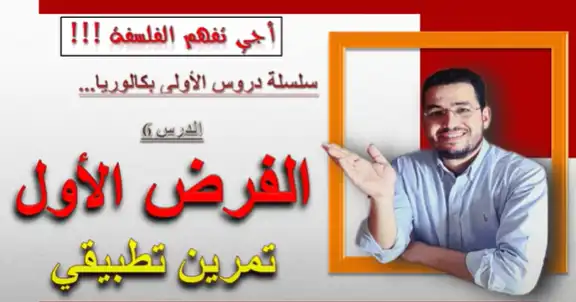 أجي نفهم الفلسفة !!!
سلسلة دروس الأولى بكالوريا...
الدرس 6
الفرض الأول
تمرين تطبيقي